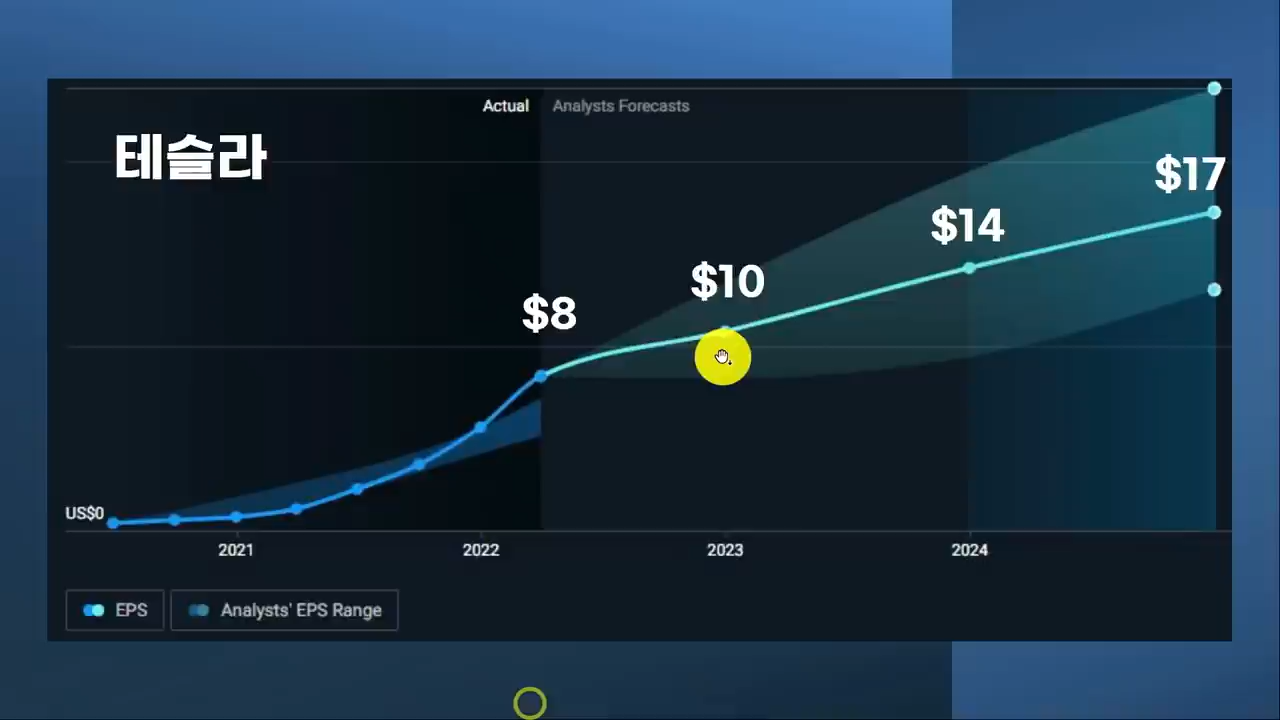 Actual
Analysts Forecasts
테슬라
$17
$14
$10
$8
US$0
2021
2022
2023
2024
EPS
Analysts' EPS Range